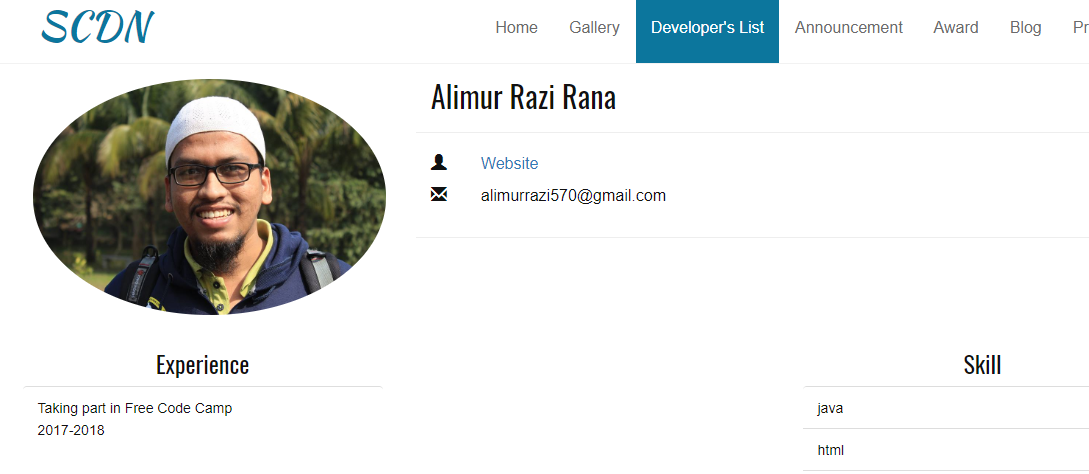 SCDN
Home Gallery Developer's List Announcement Award Blog
Alimur Razi Rana
Website
alimurrazi570@gmail.com
Experience
Taking part in Free Code Camp
2017-2018
Skill
java
html